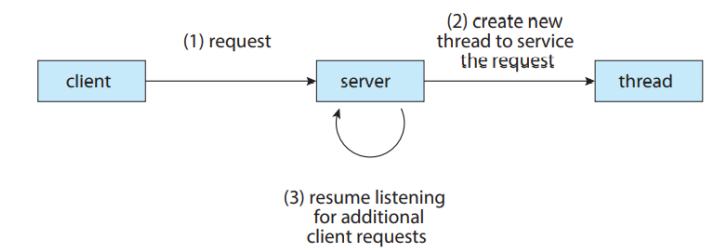 (1) request
(2) create new
thread to service
the request
client
server
thread
(3) resume listening
for additional
client requests